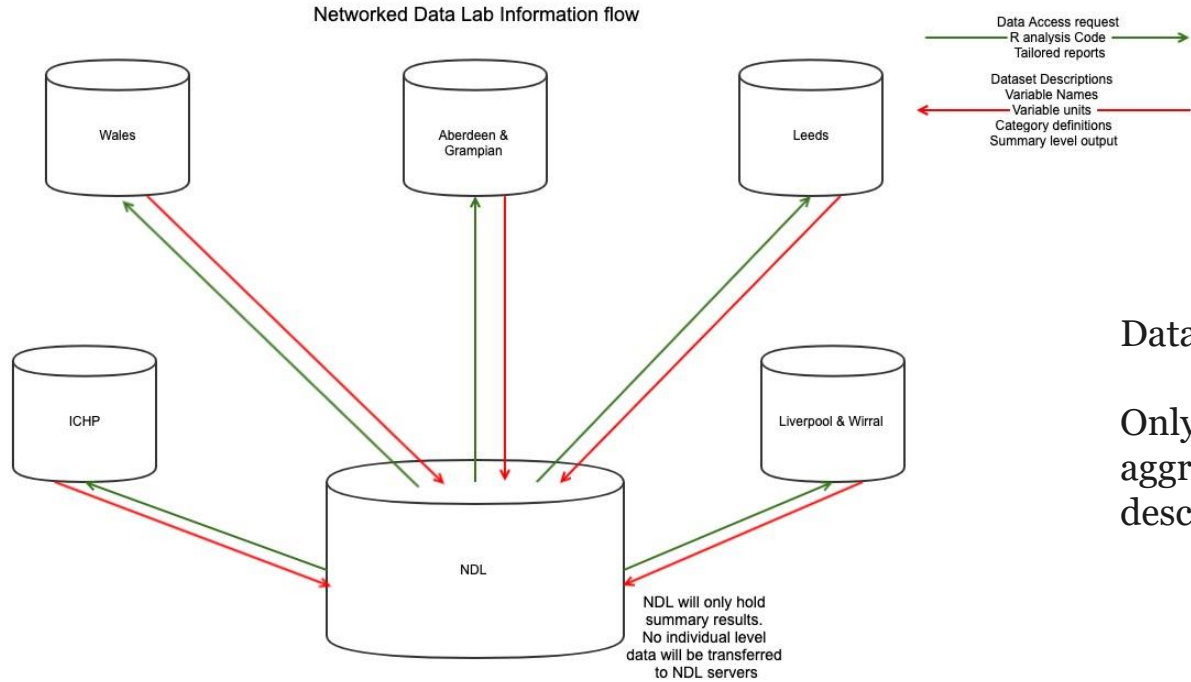 Networked Data Lab Information flow
Data Access request
R analysis Code
Tailored reports
Dataset Descriptions
Variable Names
Variable units
Category definitions
Summary level output
Wales
Aberdeen &
Grampian
Leeds
ICHP
Liverpool & Wirral
NDL
NDL will only hold
summary results.
No individual level
data will be transferred
to NDL servers
Data
Only
aggr
desc